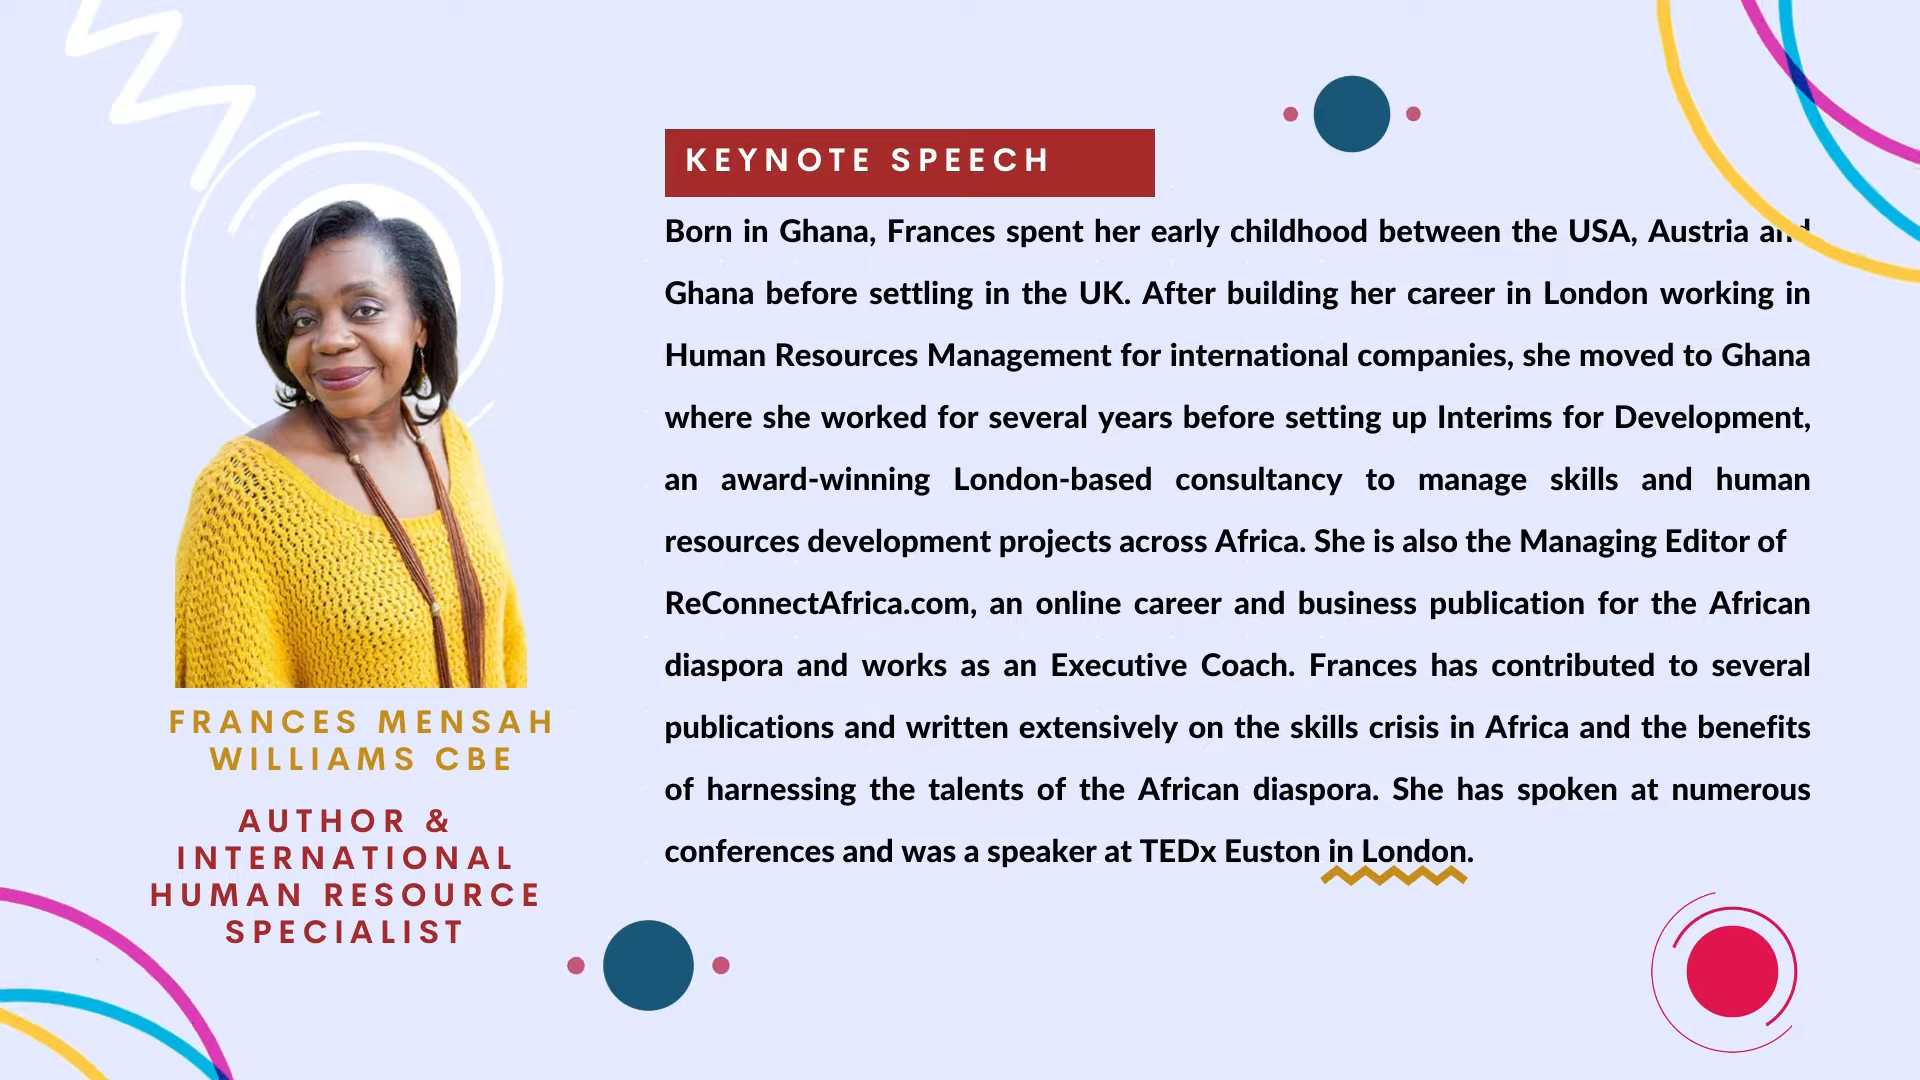 KEYNOTE SPEECH
Born in Ghana, Frances spent her early childhood between the USA, Austria and
Ghana before settling in the UK. After building her career in London working in
Human Resources Management for international companies, she moved to Ghana
where she worked for several years before setting up Interims for Development,
an award-winning London-based consultancy to manage skills and human
resources development projects across Africa. She is also the Managing Editor of
ReConnectAfrica.com, an online career and business publication for the African
diaspora and works as an Executive Coach. Frances has contributed to several
publications and written extensively on the skills crisis in Africa and the benefits
of harnessing the talents of the African diaspora. She has spoken at numerous
conferences and was a speaker at TEDx Euston in London.
FRANCES MENSAH
WILLIAMS CBE
AUTHOR &
INTERNATIONAL
HUMAN RESOURCE
SPECIALIST